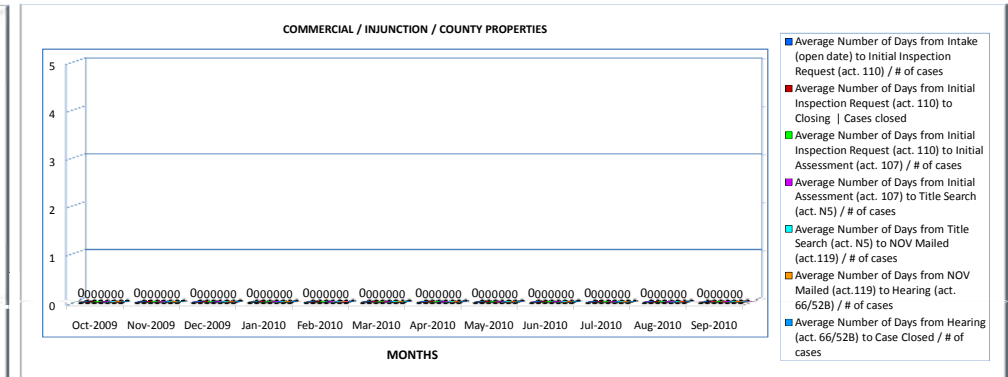 COMMERCIAL / INJUNCTION / COUNTY PROPERTIES
5
4
3
2
1
0
0000000 0000000 0000000 0000000 0000000 0000000 0000000 0000000 0000000 0000000 0000000 0000000
Oct-2009 Nov-2009 Dec-2009 Jan-2010 Feb-2010 Mar-2010 Apr-2010 May-2010 Jun-2010 Jul-2010 Aug-2010 Sep-2010
MONTHS
Average Number of Days from Intake
(open date) to Initial Inspection
Request (act. 110) / # of cases
Average Number of Days from Initial
Inspection Request (act. 110) to
Closing | Cases closed
Average Number of Days from Initial
Inspection Request (act. 110) to Initial
Assessment (act. 107) / # of cases
Average Number of Days from Initial
Assessment (act. 107) to Title Search
(act. N5) / # of cases
Average Number of Days from Title
Search (act. N5) to NOV Mailed
(act.119) / # of cases
Average Number of Days from NOV
Mailed (act.119) to Hearing (act.
66/52B) / # of cases
Average Number of Days from Hearing
(act. 66/52B) to Case Closed / # of
cases